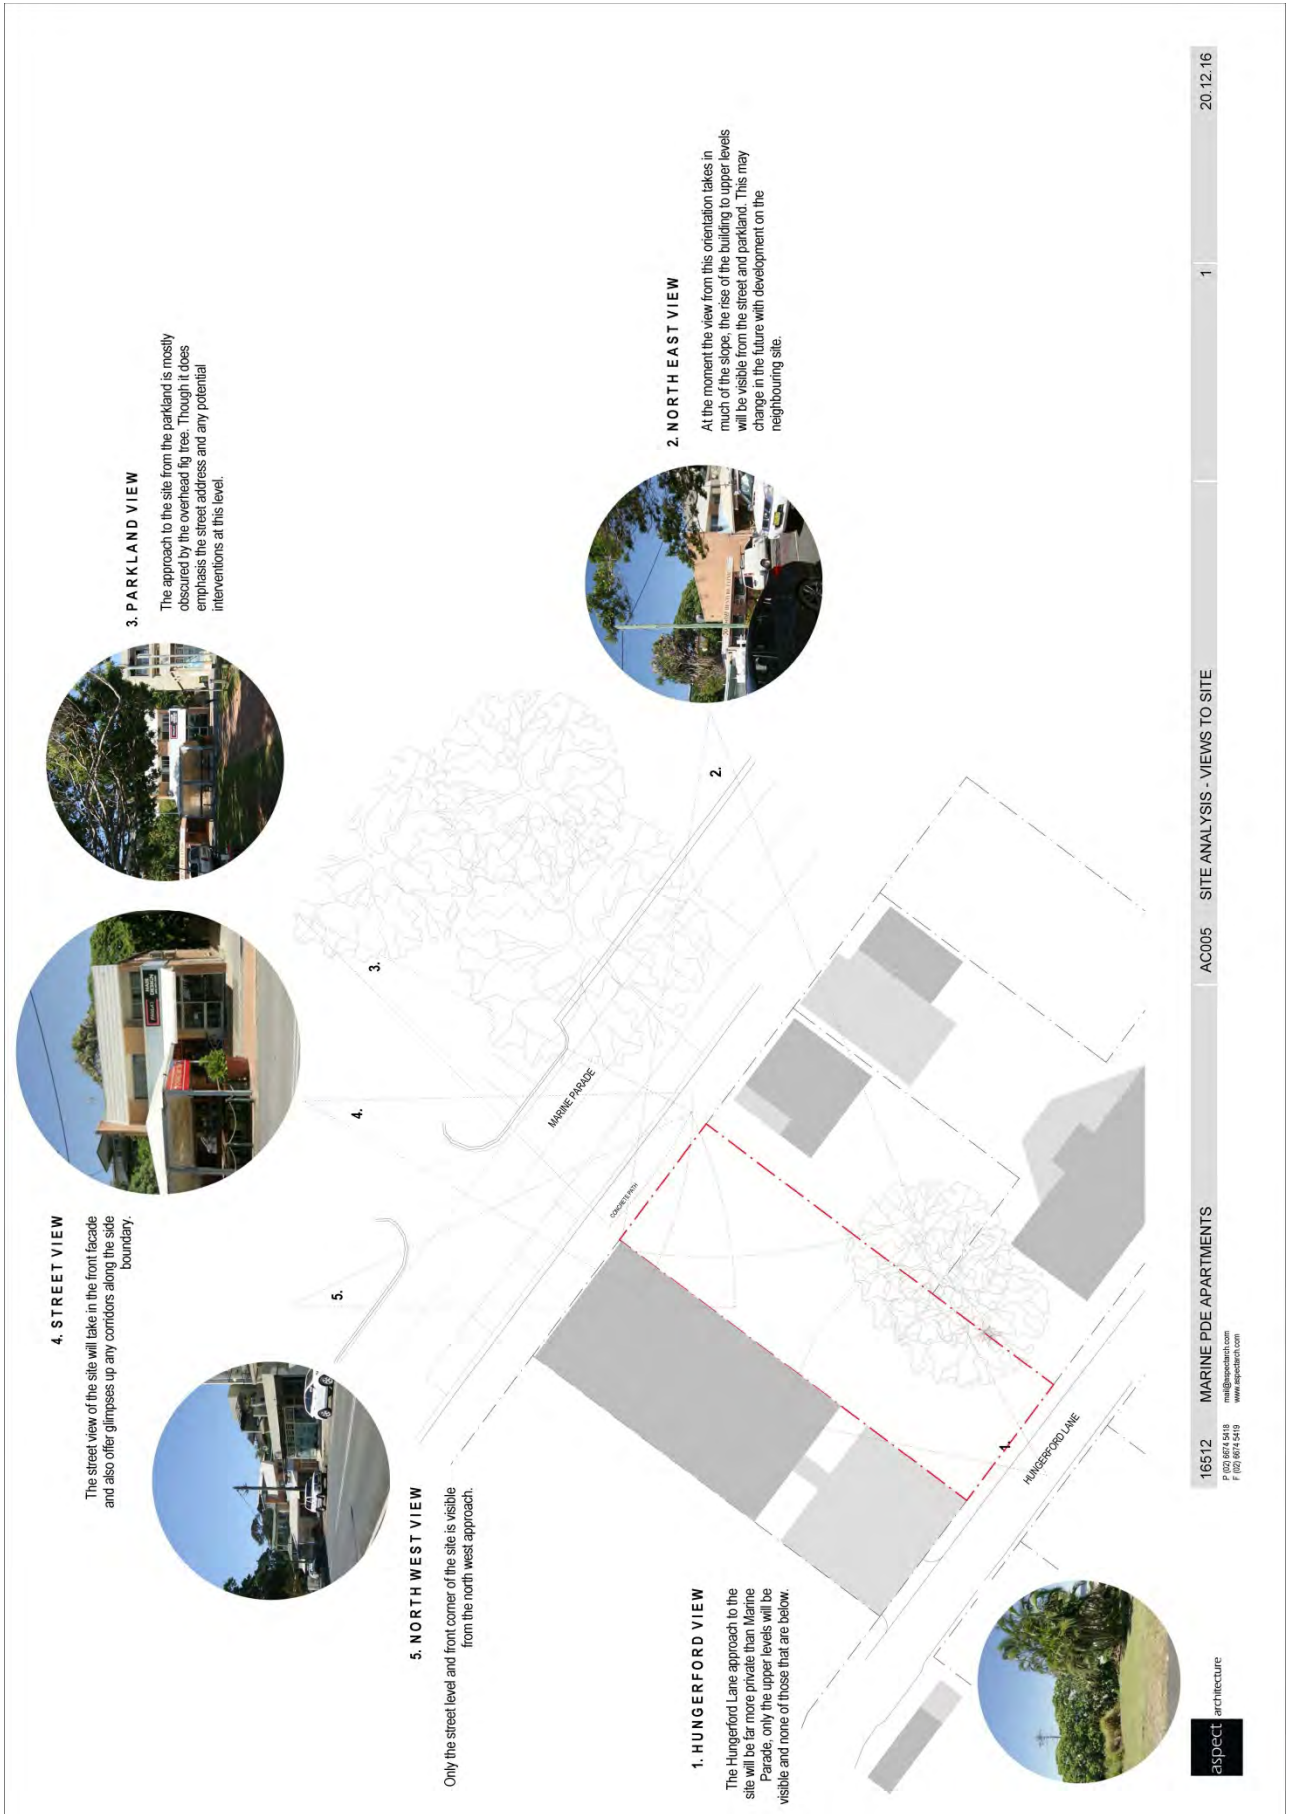 4. STREET VIEW
The street view of the site will take in the front facade
and also offer glimpses up any corridors along the side
boundary.
3. PARKLAND VIEW
The approach to the site from the parkland is mostly
obscured by the overhead fig tree. Though it does
emphasis the street address and any potential
interventions at this level.
5. NORTH WEST VIEW
Only the street level and front corner of the site is visible
from the north west approach.
2. NORTH EAST VIEW
At the moment the view from this orientation takes in
much of the slope, the rise of the building to upper levels
will be visible from the street and parkland. This may
change in the future with development on the
neighbouring site.
1. HUNGERFORD VIEW
The Hungerford Lane approach to the
site will be far more private than Marine
Parade, only the upper levels will be
visible and none of those that are below.
5.
4.
3.
2.
MARINE PARADE
CONCRETE PATH
HUNGERFORD LANE
aspect architecture
16512 MARINE PDE APARTMENTS AC005 SITE ANALYSIS - VIEWS TO SITE 1 20.12.16
P (02) 6674 5418 mail@aspectarch.com
F (02) 6674 5419 www.aspectarch.com